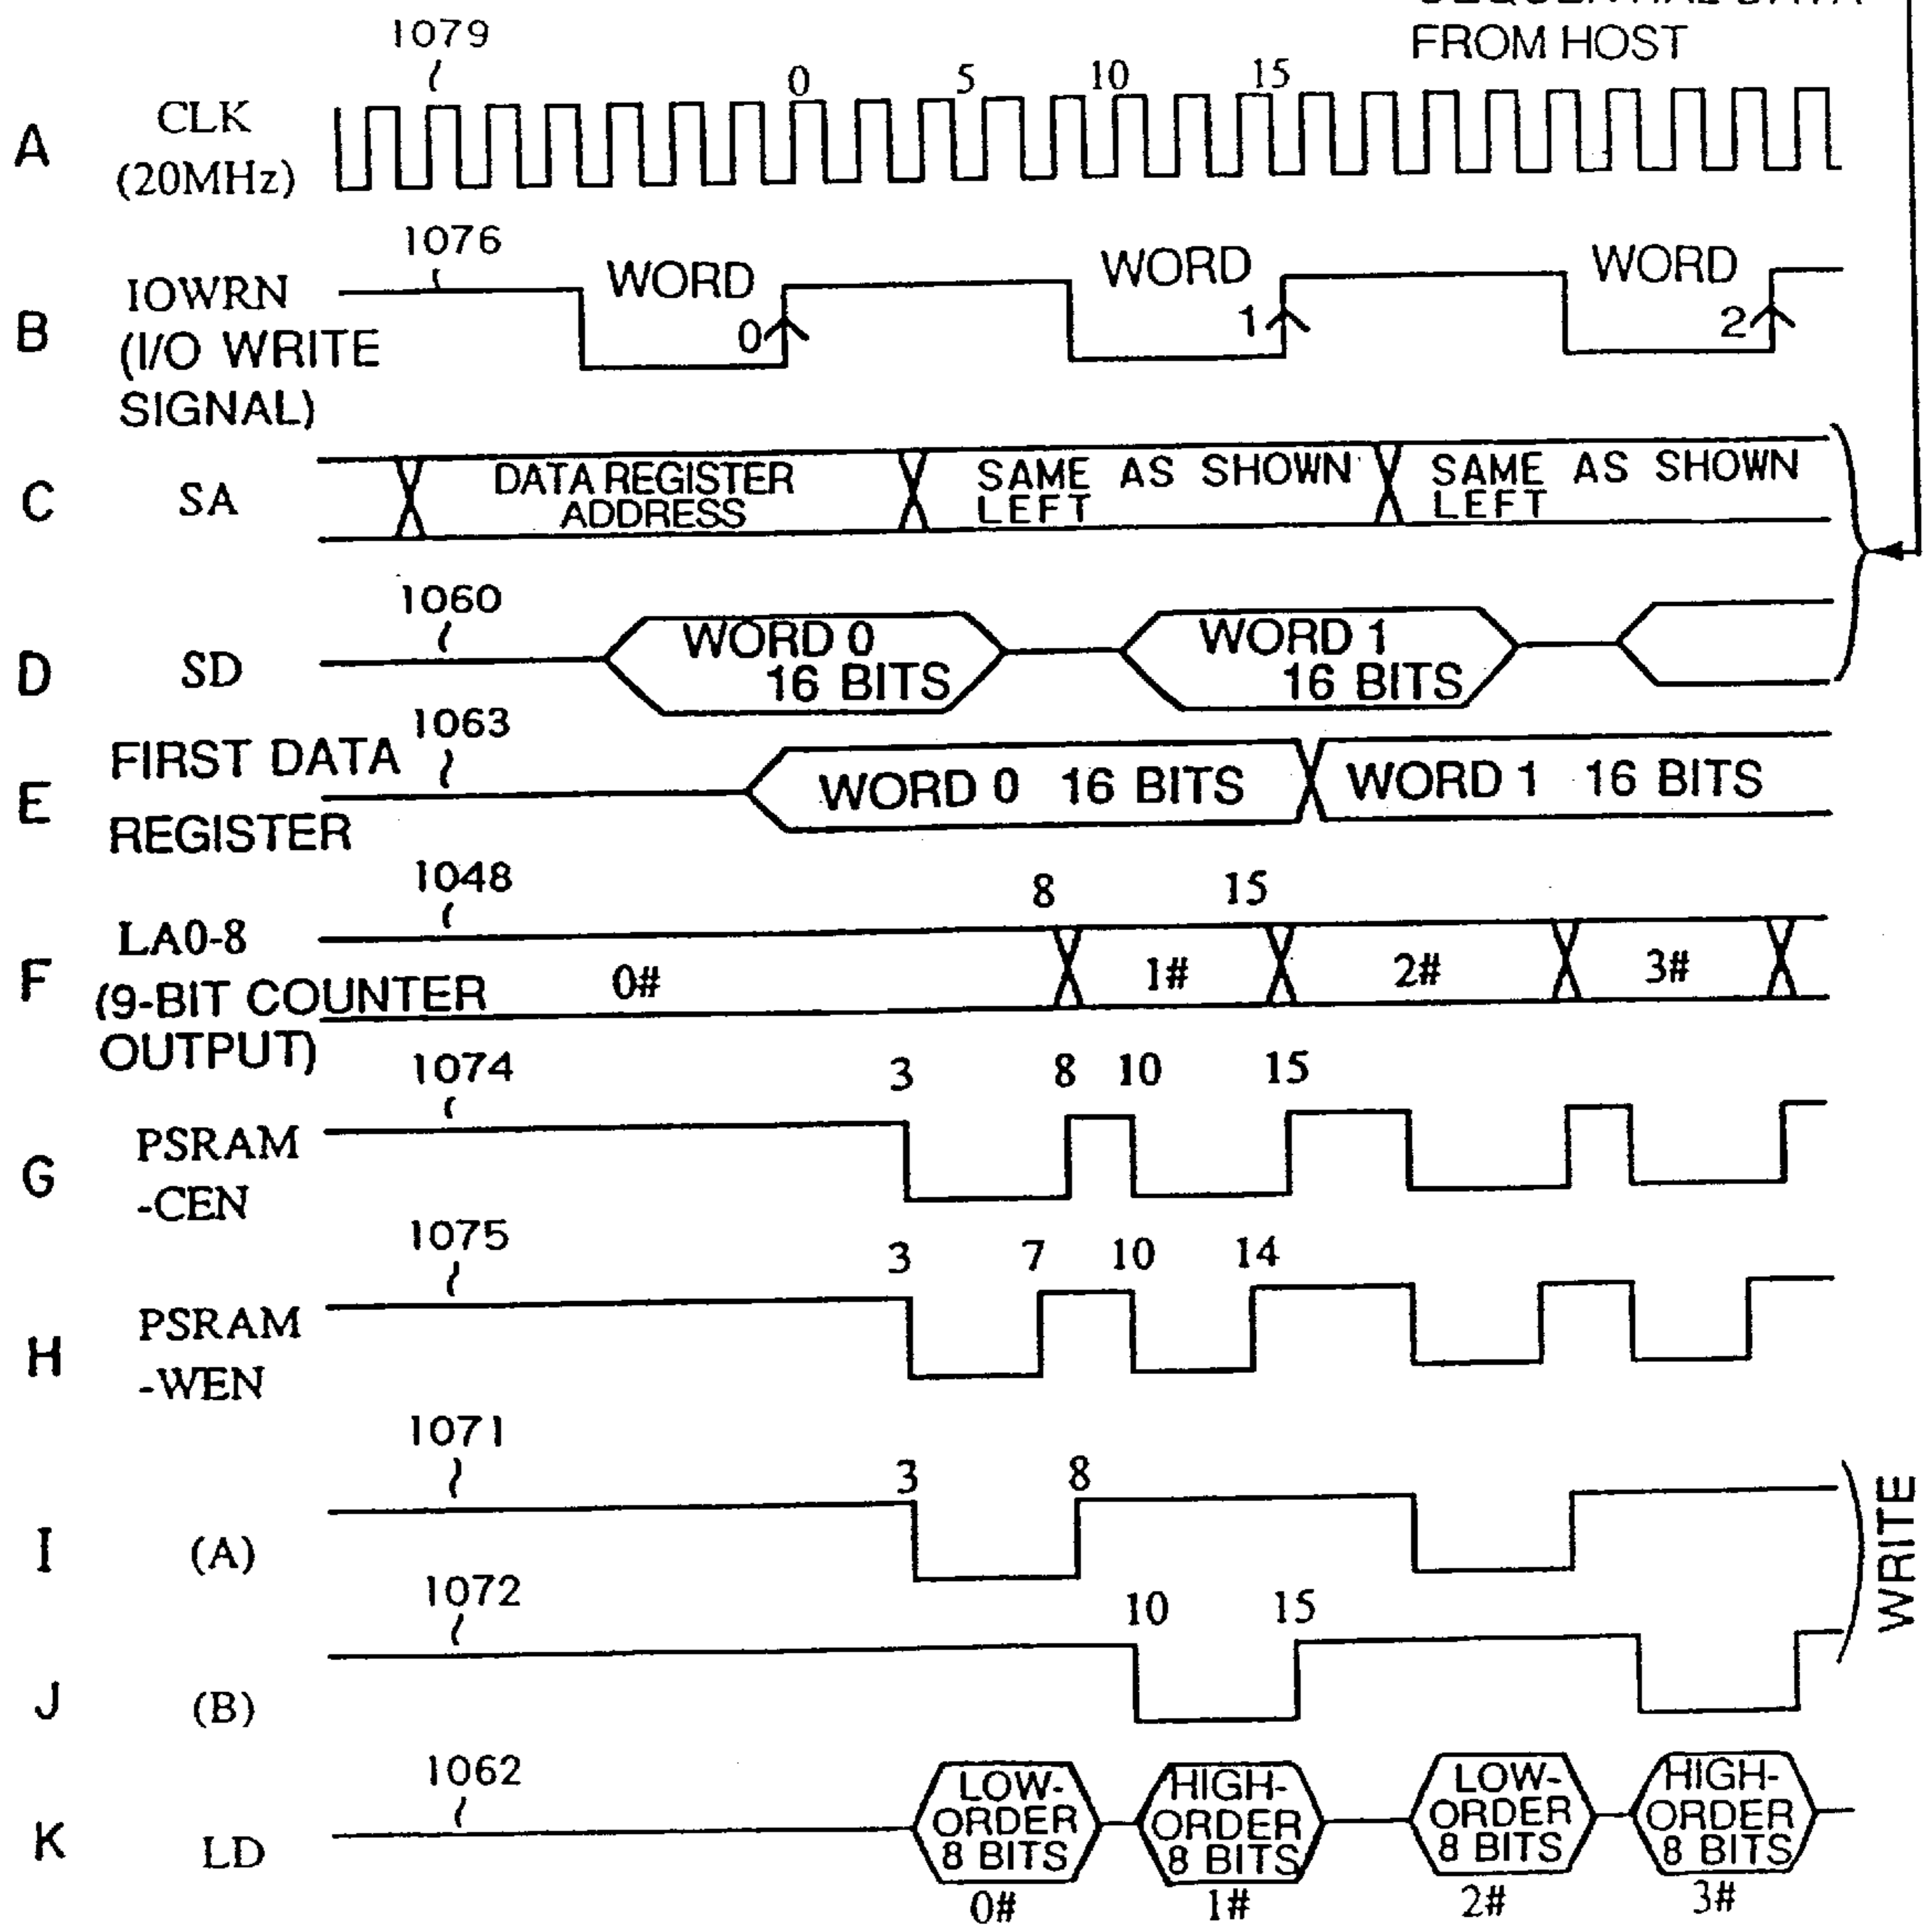 FROM HOST
1079
0 5 10 15
A CLK
(20MHz)
1076
B IOWRN
(I/O WRITE
SIGNAL)
WORD
0
WORD
1
WORD
2
C SA
DATA REGISTER
ADDRESS
SAME AS SHOWN
LEFT
SAME AS SHOWN
LEFT
1060
D SD
WORD 0
16 BITS
WORD 1
16 BITS
1063
E FIRST DATA
REGISTER
WORD 0 16 BITS
WORD 1 16 BITS
1048
8 15
F LA0-8
(9-BIT COUNTER
OUTPUT)
0# 1# 2# 3#
1074
3 8 10 15
G PSRAM
-CEN
1075
3 7 10 14
H PSRAM
-WEN
1071
3 8
I (A)
WRITE
1072
10 15
J (B)
1062
K LD
LOW-
ORDER
8 BITS
0#
HIGH-
ORDER
8 BITS
1#
LOW-
ORDER
8 BITS
2#
HIGH-
ORDER
8 BITS
3#